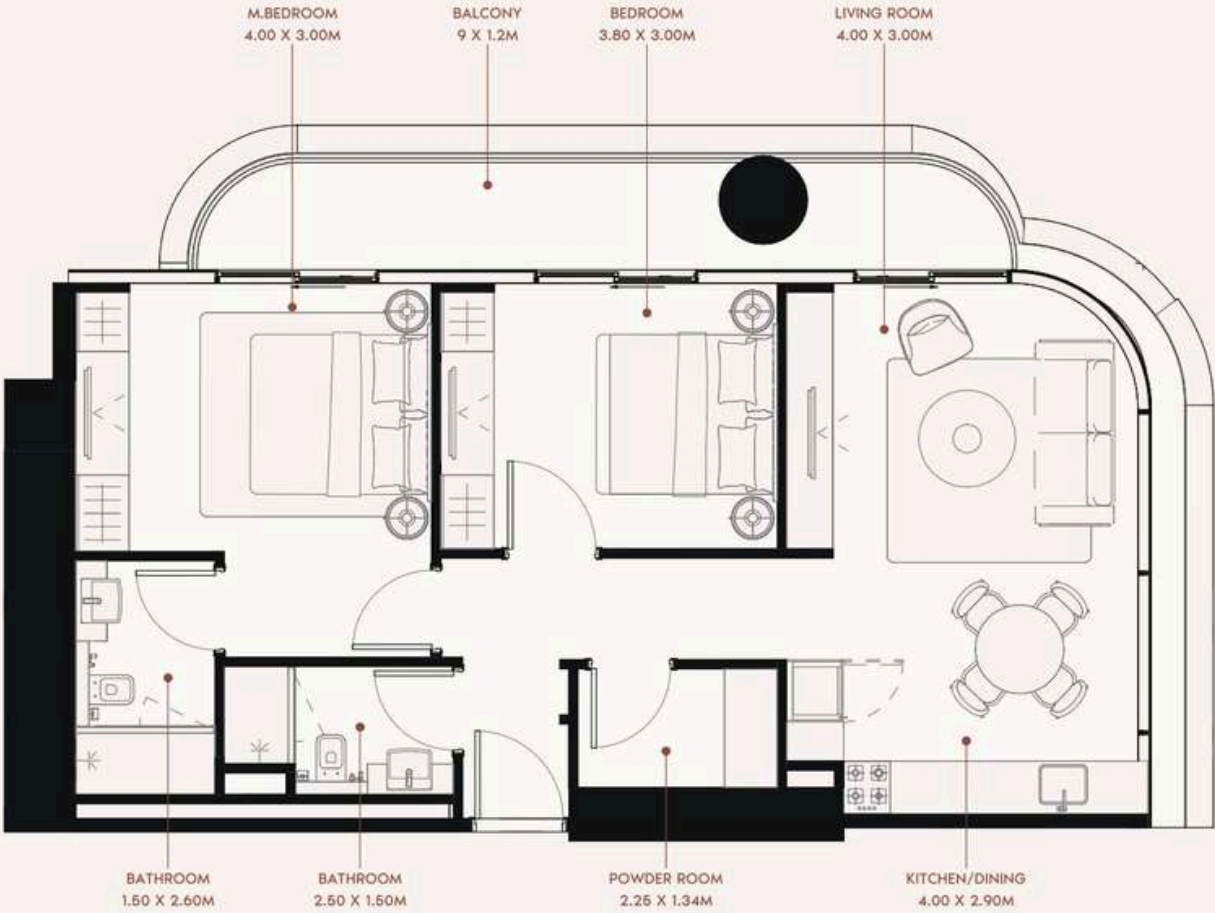 M.BEDROOM
4.00 X 3.00M
BALCONY
9 X 1.2M
BEDROOM
3.80 X 3.00M
LIVING ROOM
4.00 X 3.00M
BATHROOM
1.50 X 2.60M
BATHROOM
2.50 X 1.50M
POWDER ROOM
2.25 X 1.34M
KITCHEN/DINING
4.00 X 2.90M